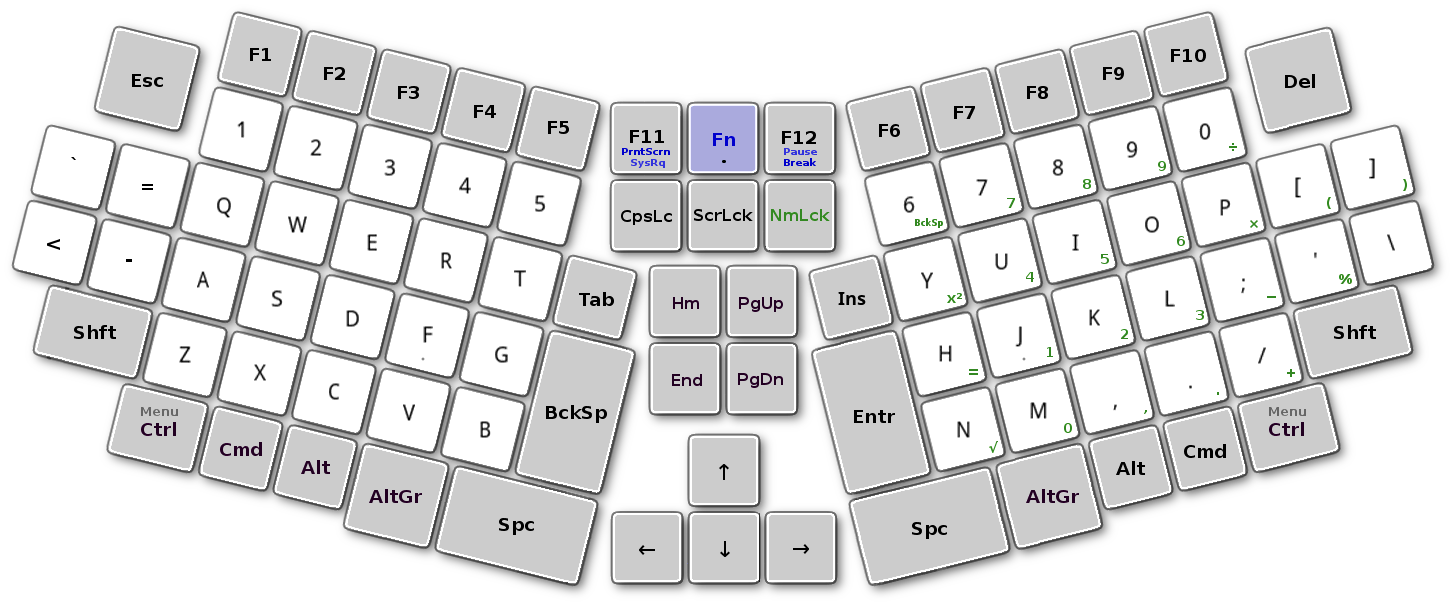 Esc
F1
F2
F3
F4
F5
F11
PrntScrn
SysRq
Fn
.
F12
Pause
Break
F6
F7
F8
F9
F10
Del
`
=
1
2
3
4
5
CpsLc
ScrLck
NmLck
6
BckSp
7
7
8
8
9
9
0
÷
<
-
Q
W
E
R
T
Tab
Hm
PgUp
Ins
Y
x²
U
4
I
5
O
6
P
×
[
(
]
)
Shft
A
S
D
F
.
G
BckSp
End
PgDn
Entr
H
=
J
.
1
K
2
L
3
;
−
'
%
\
Z
X
C
V
B
N
√
M
0
,
,
.
.
/
+
Shft
Menu
Ctrl
Cmd
Alt
AltGr
Spc
↑
←
↓
→
Spc
AltGr
Alt
Cmd
Menu
Ctrl